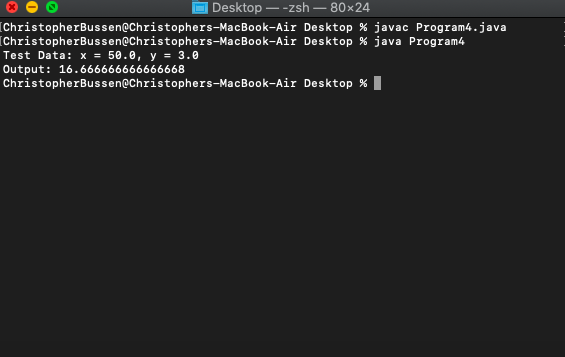 Desktop — -zsh — 80×24
[ChristopherBussen@Christophers-MacBook-Air Desktop % javac Program4.java
[ChristopherBussen@Christophers-MacBook-Air Desktop % java Program4
Test Data: x = 50.0, y = 3.0
Output: 16.666666666666668
ChristopherBussen@Christophers-MacBook-Air Desktop %